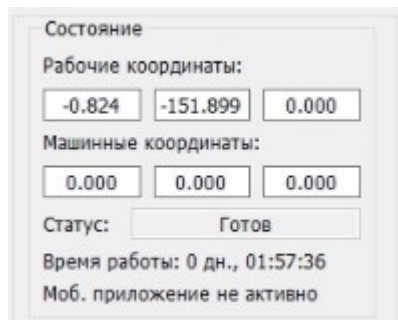 Состояние
Рабочие координаты:
-0.824 -151.899 0.000
Машинные координаты:
0.000 0.000 0.000
Статус: Готов
Время работы: 0 дн., 01:57:36
Моб. приложение не активно